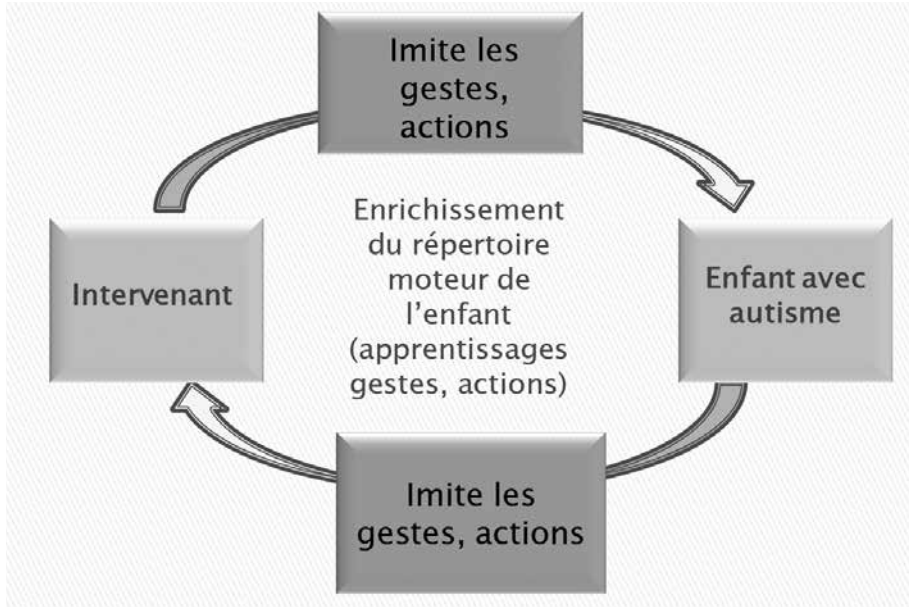 Imite les
gestes,
actions
Intervenant
Enrichissement
du répertoire
moteur de
l'enfant
(apprentissages
gestes, actions)
Enfant avec
autisme
Imite les
gestes, actions